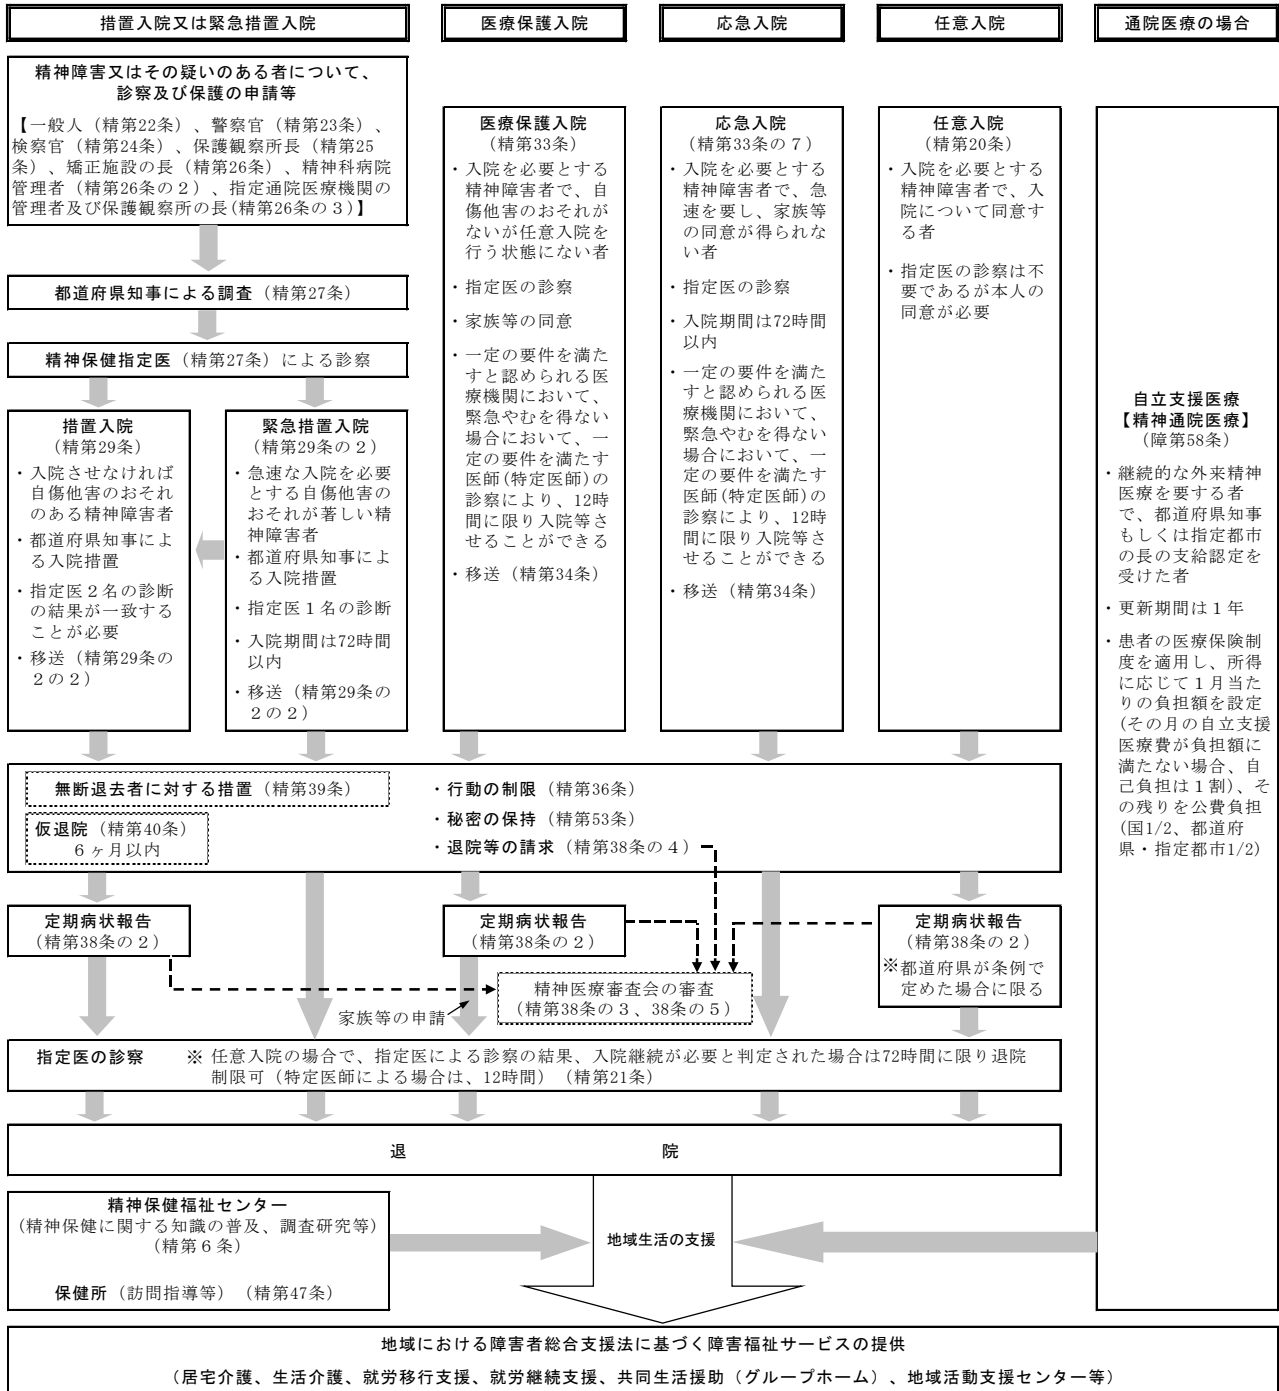 措置入院又は緊急措置入院
医療保護入院
応急入院
任意入院
通院医療の場合
精神障害又はその疑いのある者について、
診察及び保護の申請等
【一般人（精第22条）、警察官（精第23条）、
検察官（精第24条）、保護観察所長（精第25
条）、矯正施設の長（精第26条）、精神科病院
管理者（精第26条の２）、指定通院医療機関の
管理者及び保護観察所の長(精第26条の３)】
都道府県知事による調査（精第27条）
精神保健指定医（精第27条）による診察
措置入院
（精第29条）
・入院させなければ
自傷他害のおそれ
のある精神障害者
・都道府県知事によ
る入院措置
・指定医２名の診断
の結果が一致する
ことが必要
・移送（精第29条の
２の２）
緊急措置入院
（精第29条の２）
・急速な入院を必要
とする自傷他害の
おそれが著しい精
神障害者
・都道府県知事によ
る入院措置
・指定医１名の診断
・入院期間は72時間
以内
・移送（精第29条の
２の２）
医療保護入院
（精第33条）
・入院を必要とする
精神障害者で、自
傷他害のおそれが
ないが任意入院を
行う状態にない者
・指定医の診察
・家族等の同意
・一定の要件を満た
すと認められる医
療機関において、
緊急やむを得ない
場合において、一
定の要件を満たす
医師(特定医師)の
診察により、12時
間に限り入院等さ
せることができる
・移送（精第34条）
応急入院
（精第33条の７）
・入院を必要とする
精神障害者で、急
速を要し、家族等
の同意が得られな
い者
・指定医の診察
・入院期間は72時間
以内
・一定の要件を満た
すと認められる医
療機関において、
緊急やむを得ない
場合において、一
定の要件を満たす
医師(特定医師)の
診察により、12時
間に限り入院等さ
せることができる
・移送（精第34条）
任意入院
（精第20条）
・入院を必要とする
精神障害者で、入
院について同意す
る者
・指定医の診察は不
要であるが本人の
同意が必要
自立支援医療
【精神通院医療】
（障第58条）
・継続的な外来精神
医療を要する者
で、都道府県知事
もしくは指定都市
の長の支給認定を
受けた者
・更新期間は１年
・患者の医療保険制
度を適用し、所得
に応じて１月当た
りの負担額を設定
(その月の自立支援
医療費が負担額に
満たない場合、自
己負担は１割)、そ
の残りを公費負担
(国1/2、都道府
県・指定都市1/2)
無断退去者に対する措置（精第39条）
仮退院（精第40条）
６ヶ月以内
・行動の制限（精第36条）
・秘密の保持（精第53条）
・退院等の請求（精第38条の４）
定期病状報告
（精第38条の２）
定期病状報告
（精第38条の２）
定期病状報告
（精第38条の２）
※都道府県が条例で
定めた場合に限る
精神医療審査会の審査
（精第38条の３、38条の５）
家族等の申請
指定医の診察　※ 任意入院の場合で、指定医による診察の結果、入院継続が必要と判定された場合は72時間に限り退院
制限可（特定医師による場合は、12時間）（精第21条）
退　院
精神保健福祉センター
（精神保健に関する知識の普及、調査研究等）
（精第６条）
保健所（訪問指導等）（精第47条）
地域生活の支援
地域における障害者総合支援法に基づく障害福祉サービスの提供
（居宅介護、生活介護、就労移行支援、就労継続支援、共同生活援助（グループホーム）、地域活動支援センター等）